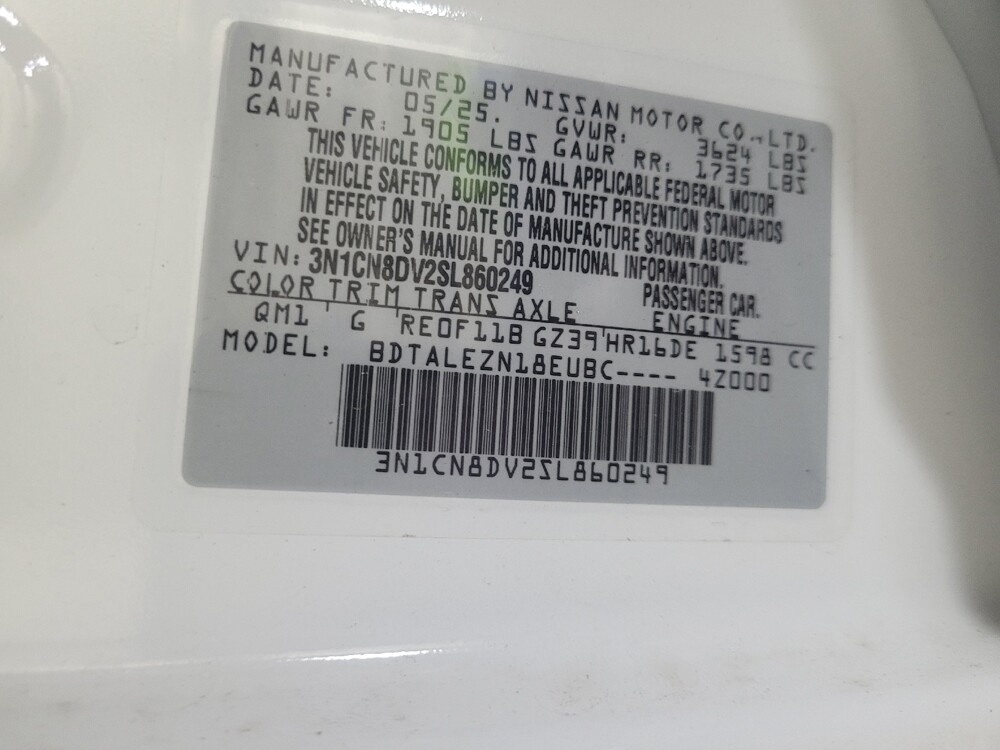 MANUFACTURED BY NISSAN MOTOR CO.,LTD.
DATE: 05/25. GVWR: 3624 LBS
GAWR FR: 1905 LBS GAWR RR: 1735 LBS
THIS VEHICLE CONFORMS TO ALL APPLICABLE FEDERAL MOTOR
VEHICLE SAFETY, BUMPER AND THEFT PREVENTION STANDARDS
IN EFFECT ON THE DATE OF MANUFACTURE SHOWN ABOVE.
SEE OWNER'S MANUAL FOR ADDITIONAL INFORMATION.
VIN: 3N1CN8DV2SL860249 PASSENGER CAR.
COLOR TRIM TRANS AXLE ENGINE
QM1 G RE0F11B GZ39 HR16DE 1598 CC
MODEL: BDTALEZN18EUBC---- 4Z000
3N1CN8DV2SL860249